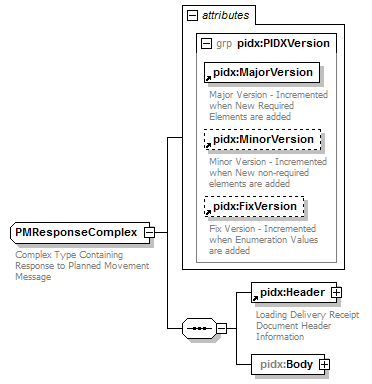 attributes
grp pidx:PIDXVersion
pidx:MajorVersion
Major Version - Incremented
when New Required
Elements are added
pidx:MinorVersion
Minor Version - Incremented
when New non-required
elements are added
pidx:FixVersion
Fix Version - Incremented
when Enumeration Values
are added
PMResponseComplex
Complex Type Containing
Response to Planned Movement
Message
pidx:Header
Loading Delivery Receipt
Document Header
Information
pidx:Body